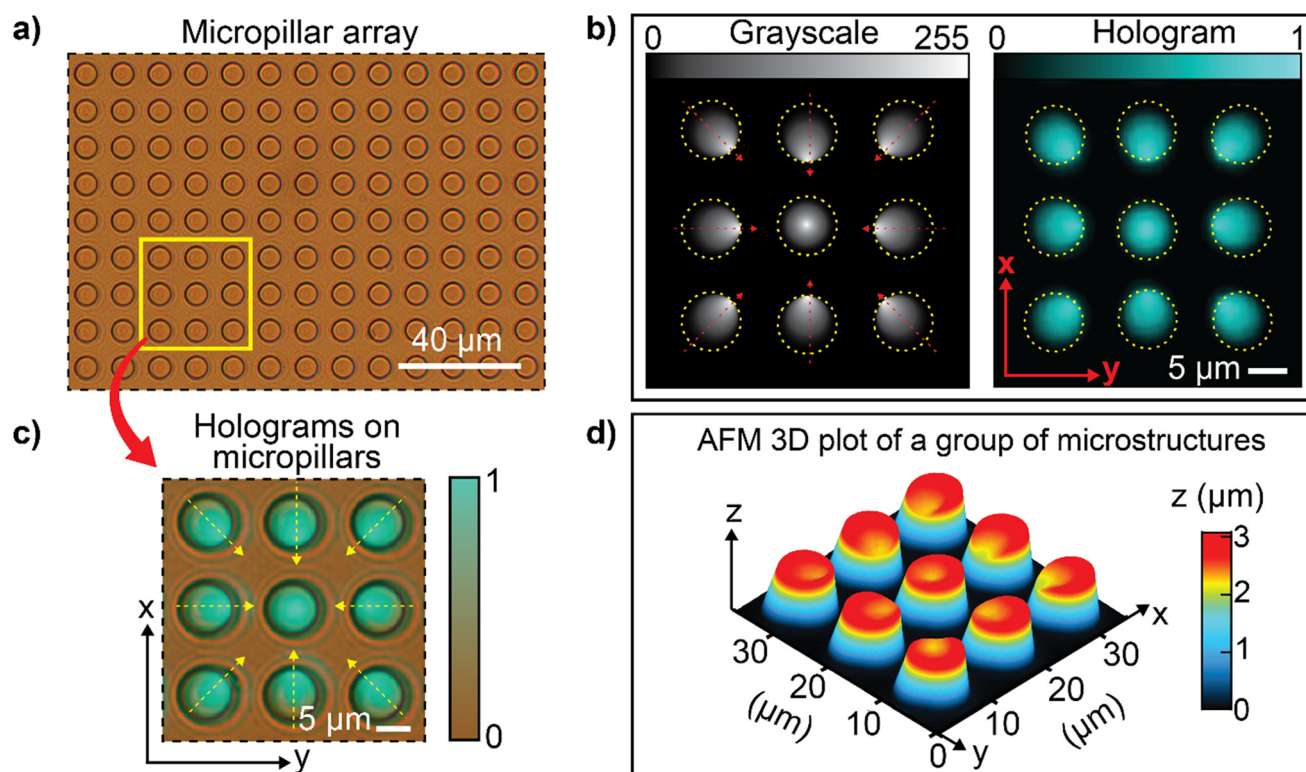 a)
Micropillar array
40 µm
b)
0 Grayscale 255
0 Hologram 1
x
y
5 µm
c)
Holograms on
micropillars
1
0
x
y
5 µm
d)
AFM 3D plot of a group of microstructures
z (µm)
3
2
1
0
z
x
y
30
20
10
0
10
20
30
(µm)
(µm)